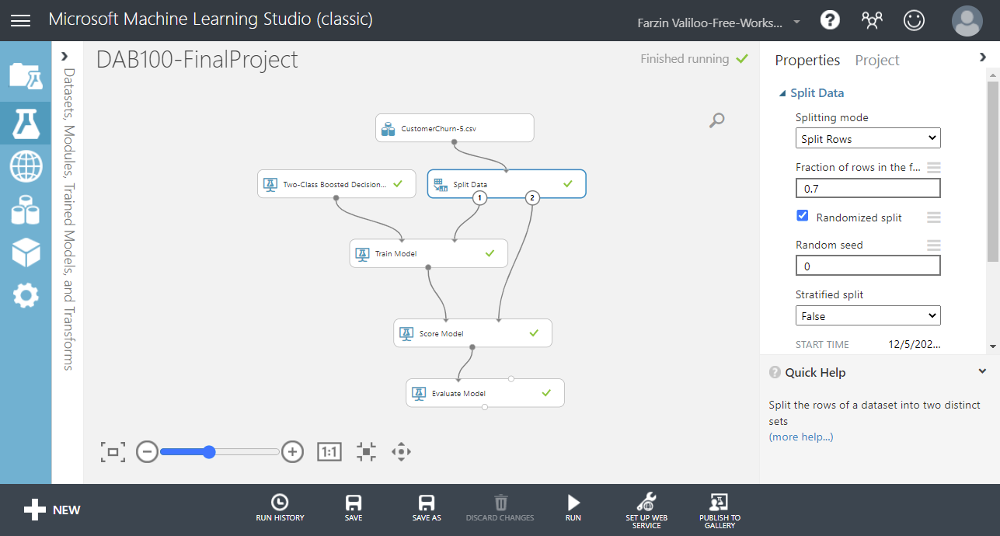 Microsoft Machine Learning Studio (classic)
Farzin Valiloo-Free-Works...
?
Datasets, Modules, Trained Models, and Transforms
DAB100-FinalProject
Finished running
CustomerChurn-5.csv
Two-Class Boosted Decision...
Split Data
1
2
Train Model
Score Model
Evaluate Model
1:1
Properties Project
Split Data
Splitting mode
Split Rows
Fraction of rows in the f...
0.7
Randomized split
Random seed
0
Stratified split
False
START TIME 12/5/202...
? Quick Help
Split the rows of a dataset into two distinct
sets
(more help...)
NEW
RUN HISTORY
SAVE
SAVE AS
DISCARD CHANGES
RUN
SET UP WEB
SERVICE
PUBLISH TO
GALLERY